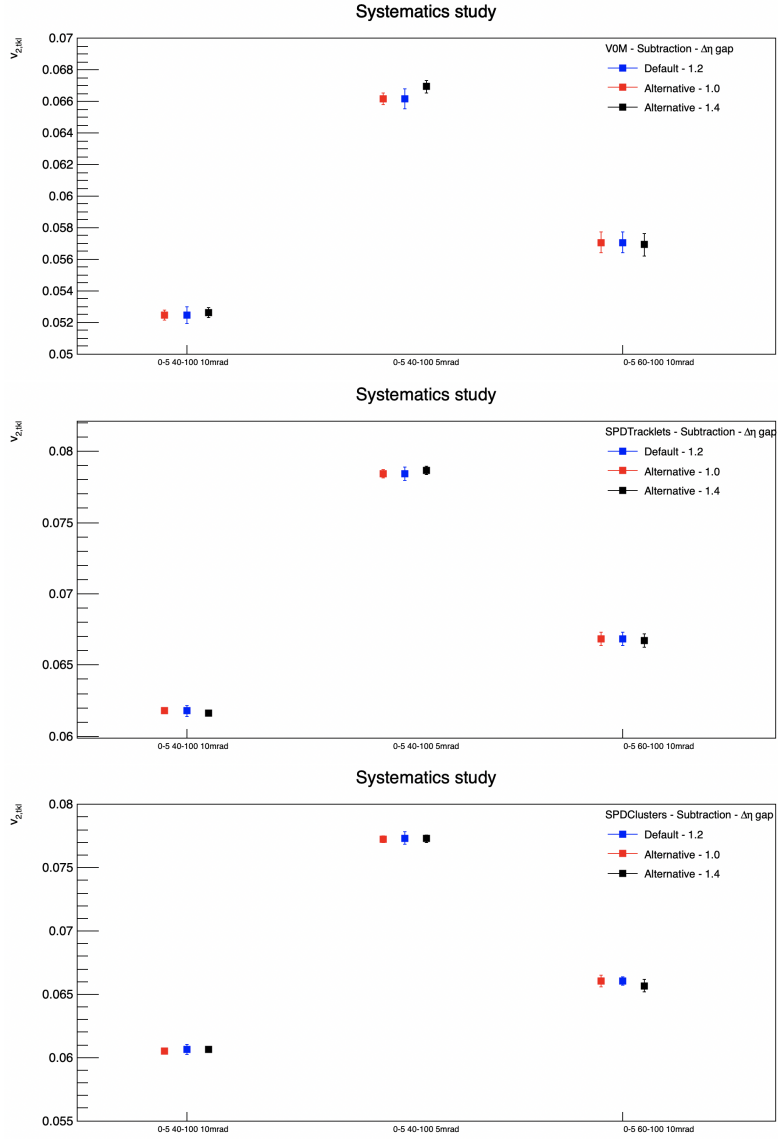 Systematics study
v2,tkl
0.07
0.068
0.066
0.064
0.062
0.06
0.058
0.056
0.054
0.052
0.05
V0M - Subtraction - Δη gap
Default - 1.2
Alternative - 1.0
Alternative - 1.4
0-5 40-100 10mrad
0-5 40-100 5mrad
0-5 60-100 10mrad
Systematics study
v2,tkl
0.08
0.075
0.07
0.065
0.06
SPDTracklets - Subtraction - Δη gap
Default - 1.2
Alternative - 1.0
Alternative - 1.4
0-5 40-100 10mrad
0-5 40-100 5mrad
0-5 60-100 10mrad
Systematics study
v2,tkl
0.08
0.075
0.07
0.065
0.06
0.055
SPDClusters - Subtraction - Δη gap
Default - 1.2
Alternative - 1.0
Alternative - 1.4
0-5 40-100 10mrad
0-5 40-100 5mrad
0-5 60-100 10mrad